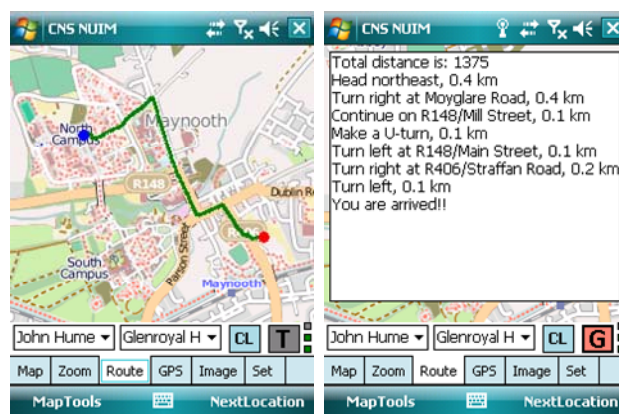 CNS NUIM
North
Campus
Maynooth
R148
Dublin R
South
Campus
Parson Street
Maynooth
John Hume
Glenroyal H
CL
T
Map
Zoom
Route
GPS
Image
Set
MapTools
NextLocation
CNS NUIM
Total distance is: 1375
Head northeast, 0.4 km
Turn right at Moyglare Road, 0.4 km
Continue on R148/Mill Street, 0.1 km
Make a U-turn, 0.1 km
Turn left at R148/Main Street, 0.1 km
Turn right at R406/Straffan Road, 0.2 km
Turn left, 0.1 km
You are arrived!!
John Hume
Glenroyal H
CL
G
Map
Zoom
Route
GPS
Image
Set
MapTools
NextLocation